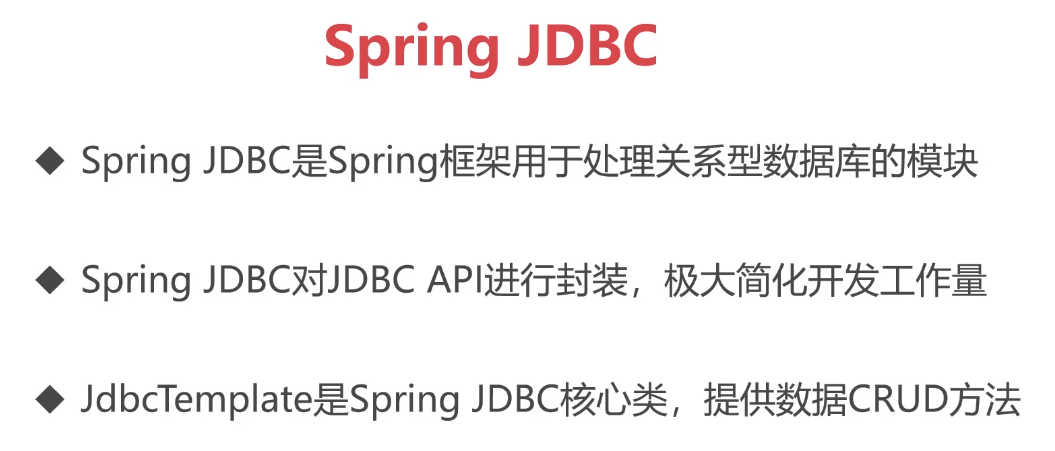 Spring JDBC
◆ Spring JDBC是Spring框架用于处理关系型数据库的模块
◆ Spring JDBC对JDBC API进行封装，极大简化开发工作量
◆ JdbcTemplate是Spring JDBC核心类，提供数据CRUD方法